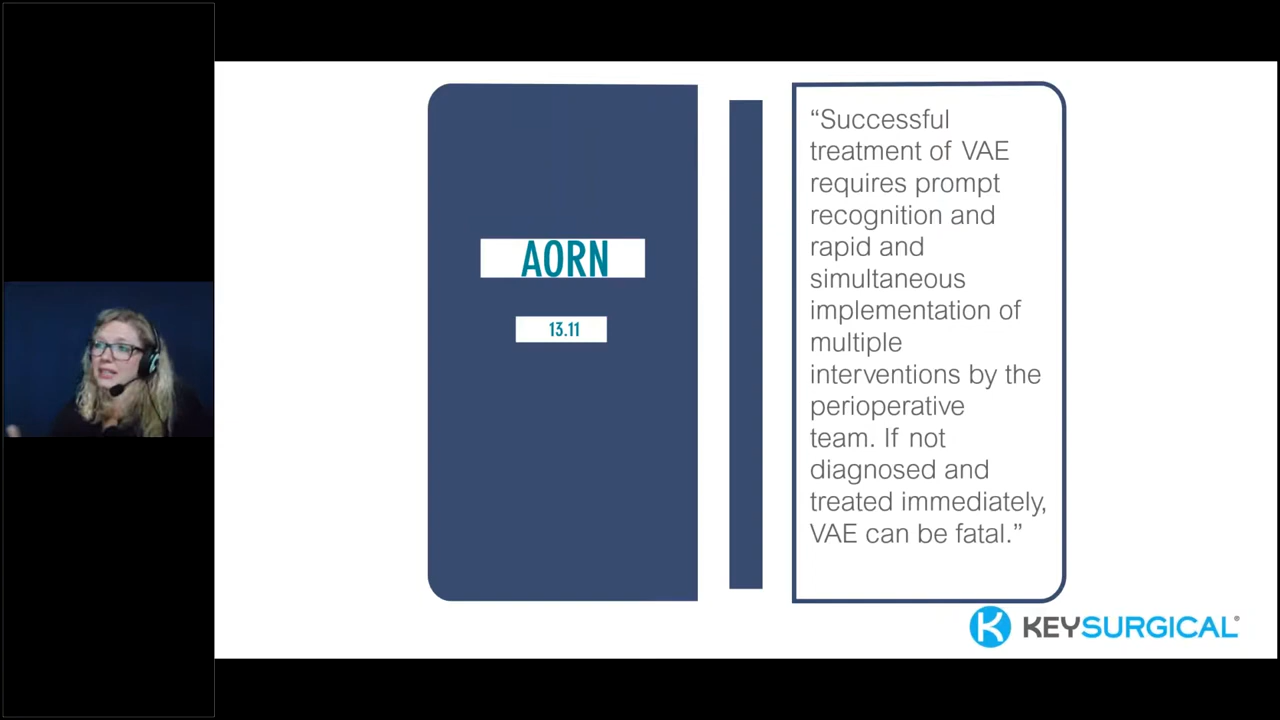 AORN
13.11
“Successful
treatment of VAE
requires prompt
recognition and
rapid and
simultaneous
implementation of
multiple
interventions by the
perioperative
team. If not
diagnosed and
treated immediately,
VAE can be fatal.”
K KEYSURGICAL®